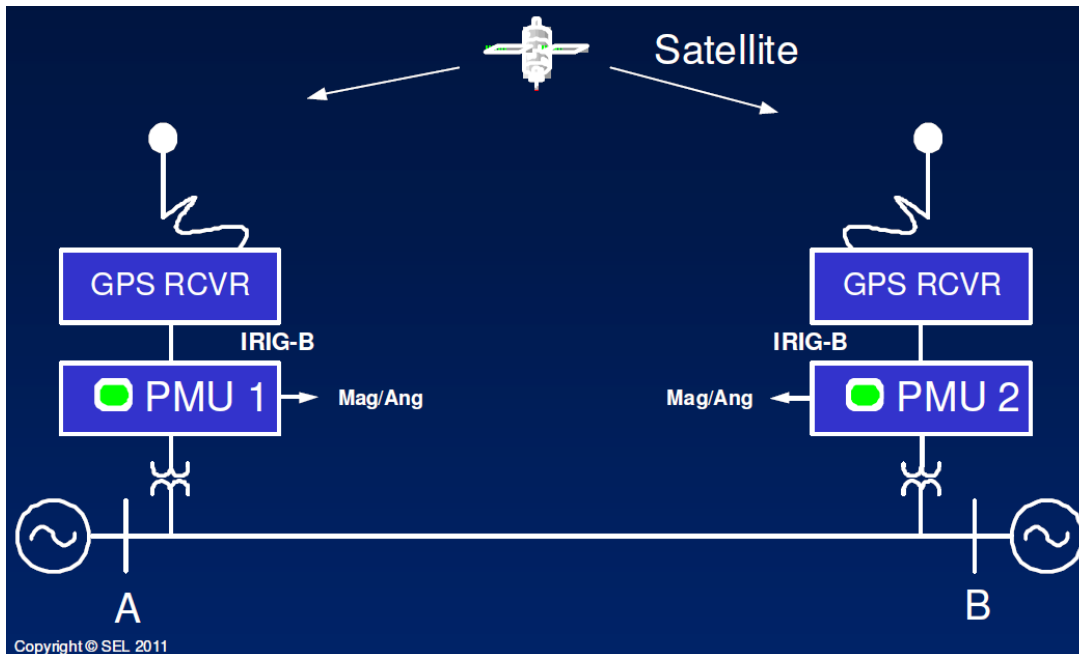 Satellite
GPS RCVR
GPS RCVR
IRIG-B
IRIG-B
PMU 1
Mag/Ang
Mag/Ang
PMU 2
A
B
Copyright © SEL 2011